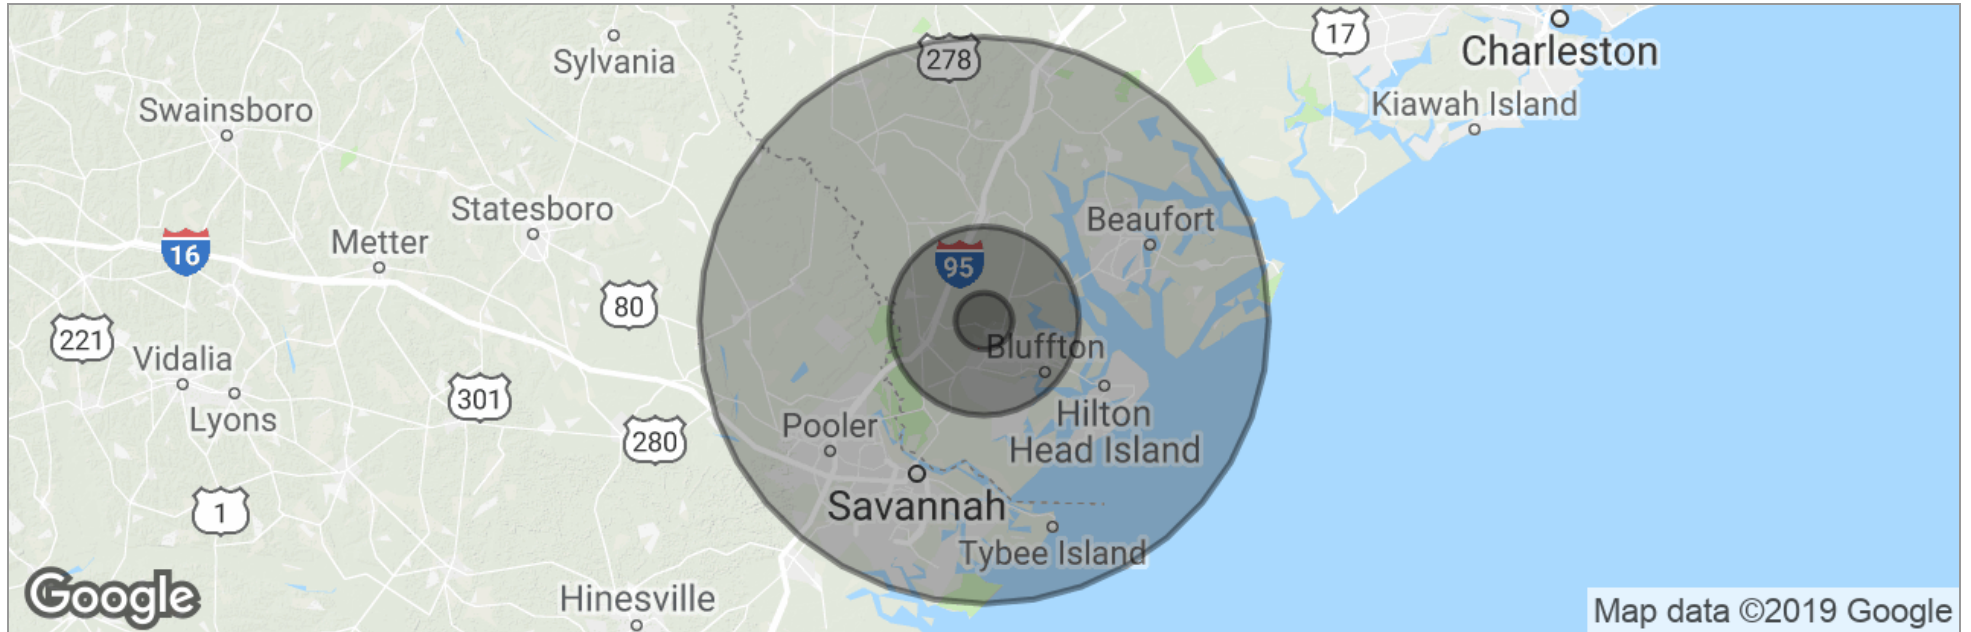 17
Charleston
278
Sylvania
Kiawah Island
Swainsboro
Statesboro
Beaufort
Metter
16
95
80
221
Bluffton
Vidalia
301
Lyons
Pooler
280
Hilton
Head Island
Savannah
1
Tybee Island
Hinesville
Google
Map data ©2019 Google